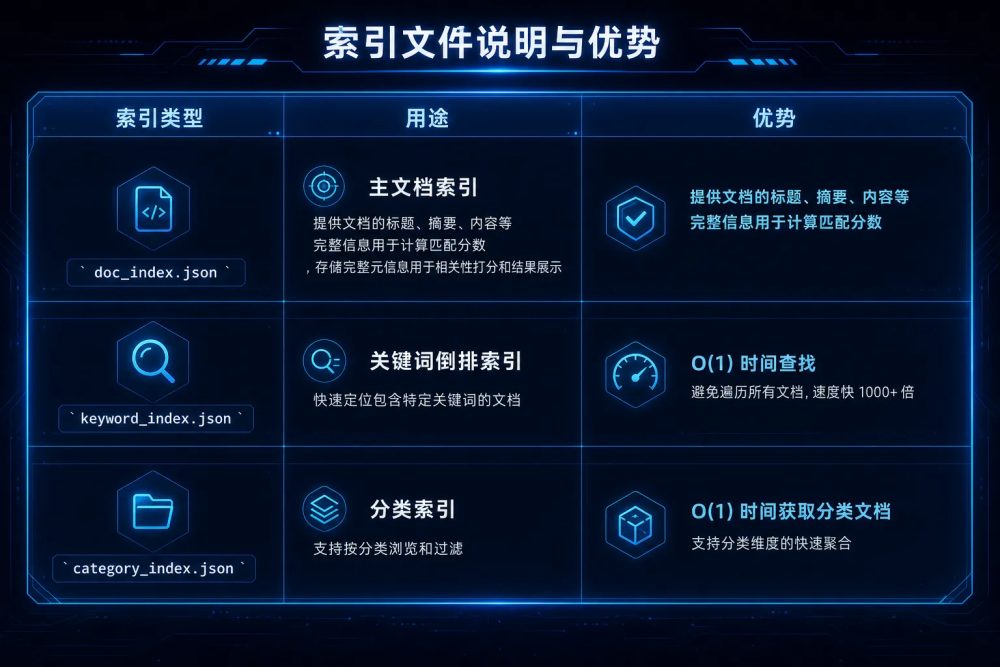 索引文件说明与优势
索引类型
用途
优势
` doc_index.json `
主文档索引
提供文档的标题、摘要、内容等
完整信息用于计算匹配分数
,存储完整元信息用于相关性打分和结果展示
提供文档的标题、摘要、内容等
完整信息用于计算匹配分数
` keyword_index.json `
关键词倒排索引
快速定位包含特定关键词的文档
O(1) 时间查找
避免遍历所有文档, 速度快 1000+ 倍
` category_index.json `
分类索引
支持按分类浏览和过滤
O(1) 时间获取分类文档
支持分类维度的快速聚合